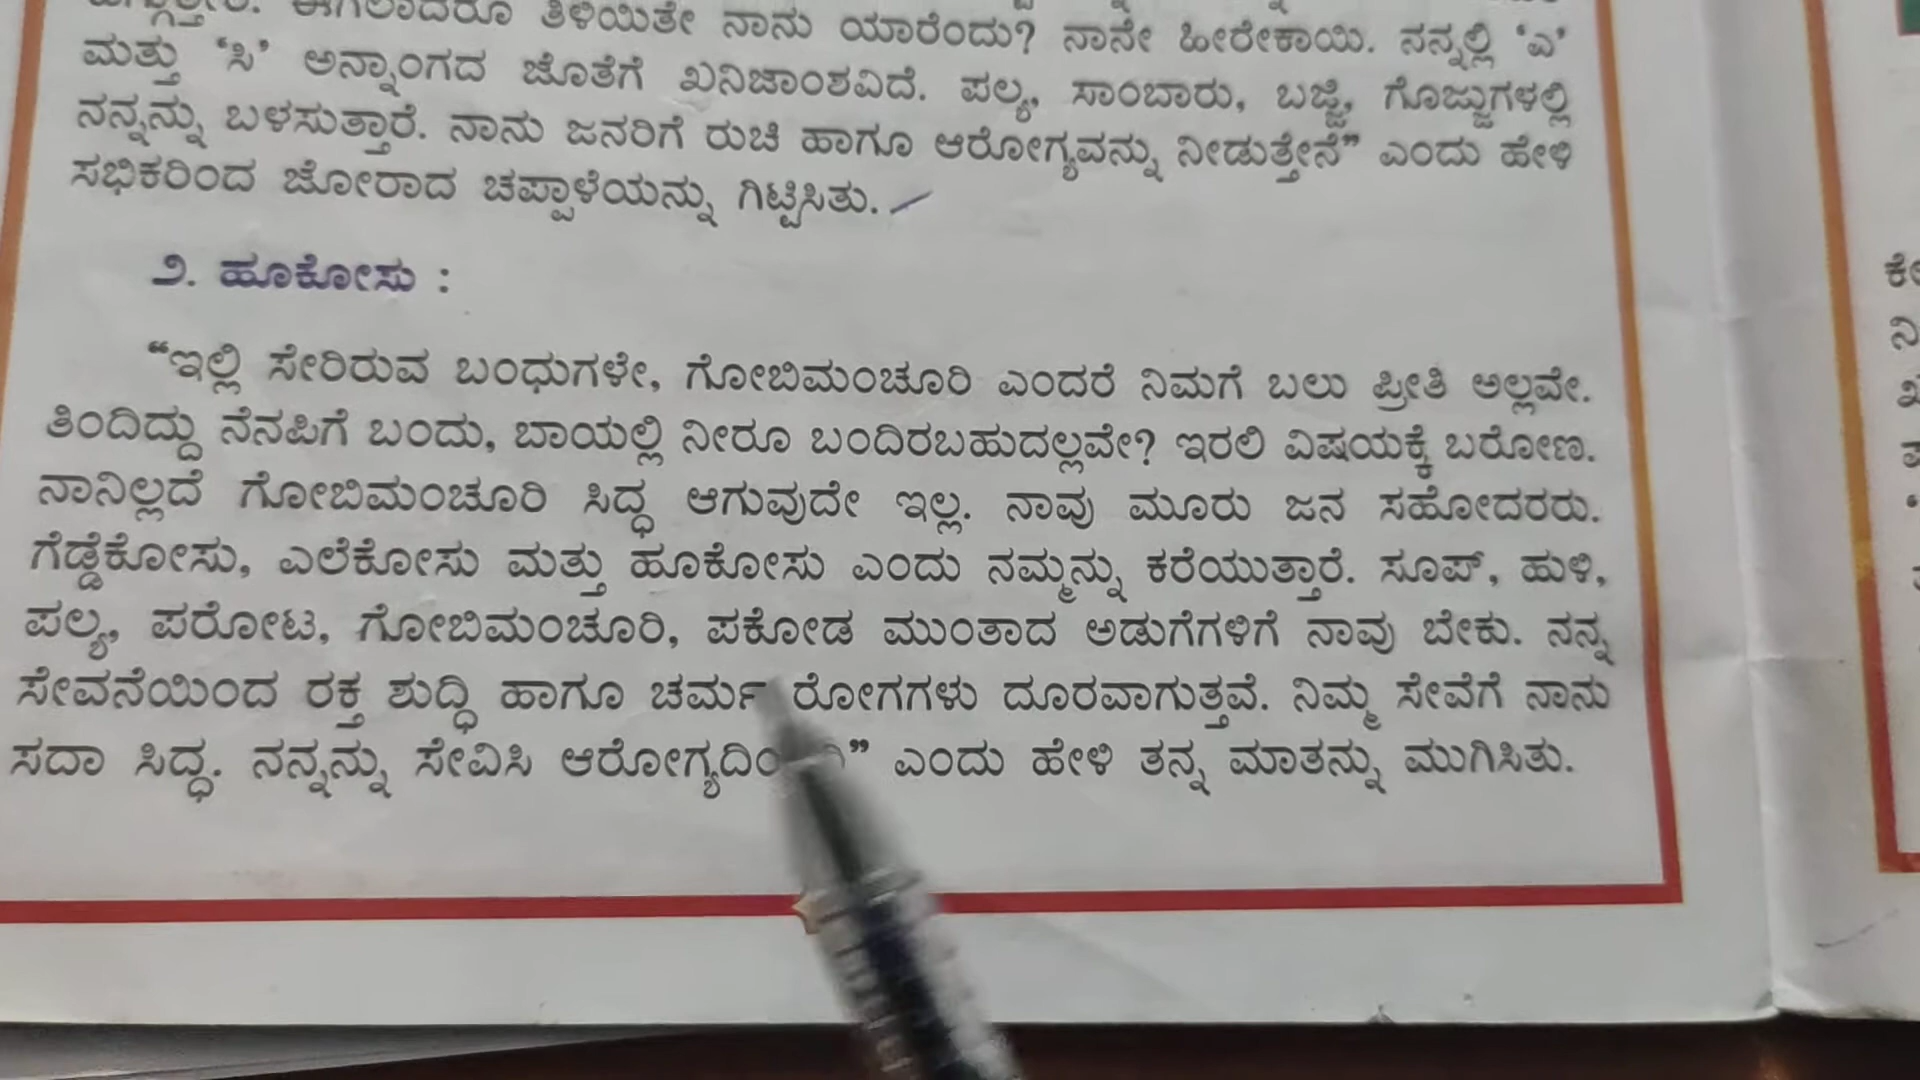 ಈಗಲಾದರೂ ತಿಳಿಯಿತೇ ನಾನು ಯಾರೆಂದು? ನಾನೇ ಹೀರೇಕಾಯಿ. ನನ್ನಲ್ಲಿ ‘ಎ’
ಮತ್ತು ‘ಸಿ’ ಅನ್ನಾಂಗದ ಜೊತೆಗೆ ಖನಿಜಾಂಶವಿದೆ. ಪಲ್ಯ, ಸಾಂಬಾರು, ಬಜ್ಜಿ, ಗೊಜ್ಜುಗಳಲ್ಲಿ
ನನ್ನನ್ನು ಬಳಸುತ್ತಾರೆ. ನಾನು ಜನರಿಗೆ ರುಚಿ ಹಾಗೂ ಆರೋಗ್ಯವನ್ನು ನೀಡುತ್ತೇನೆ” ಎಂದು ಹೇಳಿ
ಸಭಿಕರಿಂದ ಜೋರಾದ ಚಪ್ಪಾಳೆಯನ್ನು ಗಿಟ್ಟಿಸಿತು.
೨. ಹೂಕೋಸು :
“ಇಲ್ಲಿ ಸೇರಿರುವ ಬಂಧುಗಳೇ, ಗೋಬಿಮಂಚೂರಿ ಎಂದರೆ ನಿಮಗೆ ಬಲು ಪ್ರೀತಿ ಅಲ್ಲವೇ.
ತಿಂದಿದ್ದು ನೆನಪಿಗೆ ಬಂದು, ಬಾಯಲ್ಲಿ ನೀರೂ ಬಂದಿರಬಹುದಲ್ಲವೇ? ಇರಲಿ ವಿಷಯಕ್ಕೆ ಬರೋಣ.
ನಾನಿಲ್ಲದೆ ಗೋಬಿಮಂಚೂರಿ ಸಿದ್ಧ ಆಗುವುದೇ ಇಲ್ಲ. ನಾವು ಮೂರು ಜನ ಸಹೋದರರು.
ಗೆಡ್ಡೆಕೋಸು, ಎಲೆಕೋಸು ಮತ್ತು ಹೂಕೋಸು ಎಂದು ನಮ್ಮನ್ನು ಕರೆಯುತ್ತಾರೆ. ಸೂಪ್, ಹುಳಿ,
ಪಲ್ಯ, ಪರೋಟ, ಗೋಬಿಮಂಚೂರಿ, ಪಕೋಡ ಮುಂತಾದ ಅಡುಗೆಗಳಿಗೆ ನಾವು ಬೇಕು. ನನ್ನ
ಸೇವನೆಯಿಂದ ರಕ್ತ ಶುದ್ಧಿ ಹಾಗೂ ಚರ್ಮ ರೋಗಗಳು ದೂರವಾಗುತ್ತವೆ. ನಿಮ್ಮ ಸೇವೆಗೆ ನಾನು
ಸದಾ ಸಿದ್ಧ. ನನ್ನನ್ನು ಸೇವಿಸಿ ” ಎಂದು ಹೇಳಿ ತನ್ನ ಮಾತನ್ನು ಮುಗಿಸಿತು.